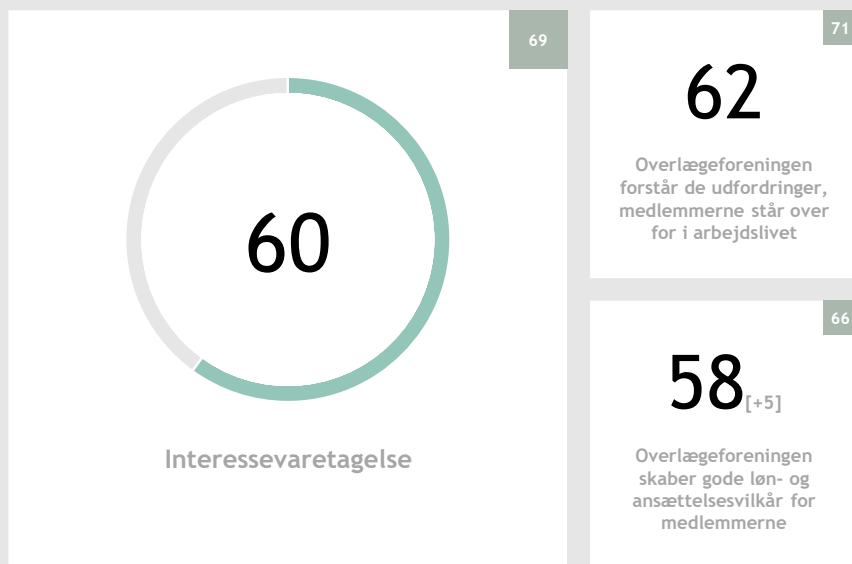 69
60
Interessevaretagelse
71
62
Overlægeforeningen
forstår de udfordringer,
medlemmerne står over
for i arbejdslivet
66
58[+5]
Overlægeforeningen
skaber gode løn- og
ansættelsesvilkår for
medlemmerne